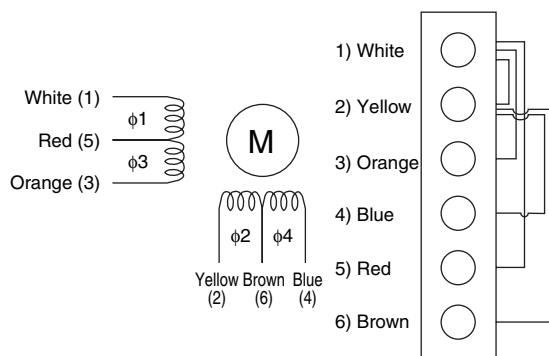 White (1)
φ1
Red (5)
φ3
Orange (3)
M
φ2 φ4
Yellow Brown Blue
(2) (6) (4)
1) White
2) Yellow
3) Orange
4) Blue
5) Red
6) Brown